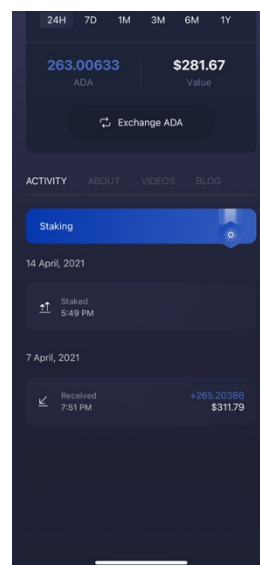 24H 7D 1M 3M 6M 1Y
263.00633 $281.67
ADA Value
Exchange ADA
ACTIVITY ABOUT VIDEOS BLOG
Staking
14 April, 2021
Staked
5:49 PM
7 April, 2021
Received +265.20386
7:51 PM $311.79